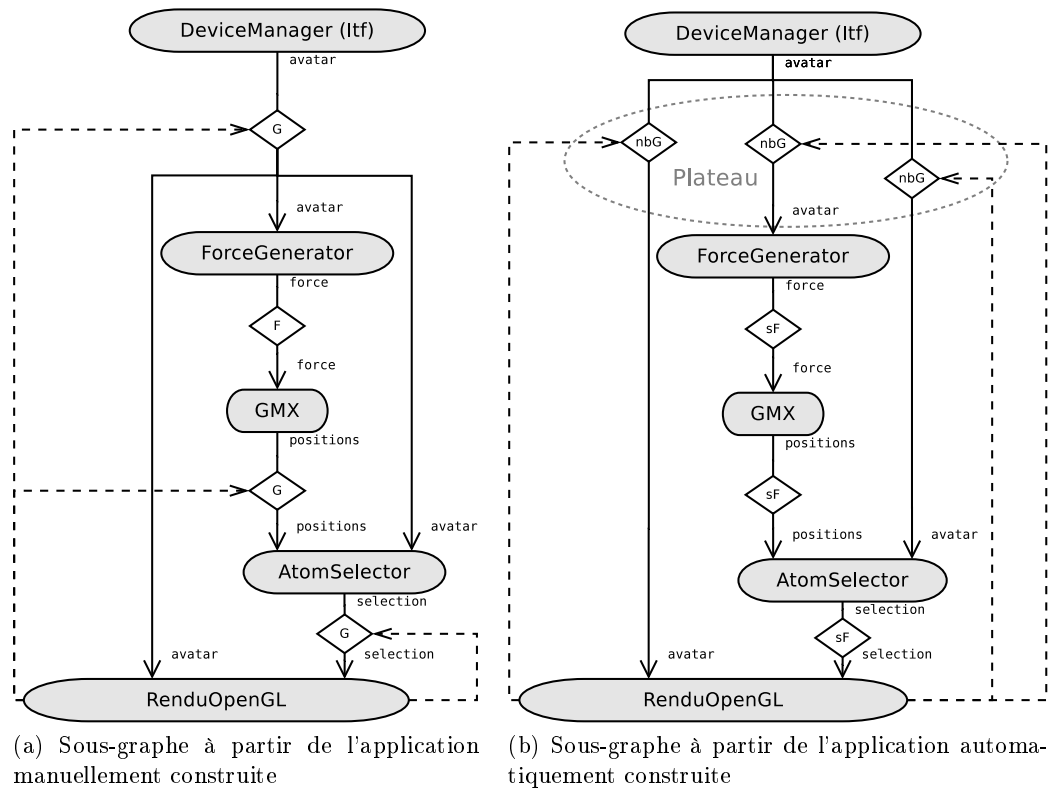 DeviceManager (Itf)
avatar
G
avatar
ForceGenerator
force
F
force
GMX
positions
G
positions
avatar
AtomSelector
selection
G
avatar
selection
RenduOpenGL
(a) Sous-graphe à partir de l'application
manuellement construite
DeviceManager (Itf)
avatar
nbG
nbG
nbG
Plateau
avatar
ForceGenerator
force
sF
force
GMX
positions
sF
positions
avatar
AtomSelector
selection
sF
avatar
selection
RenduOpenGL
(b) Sous-graphe à partir de l'application automa-
tiquement construite